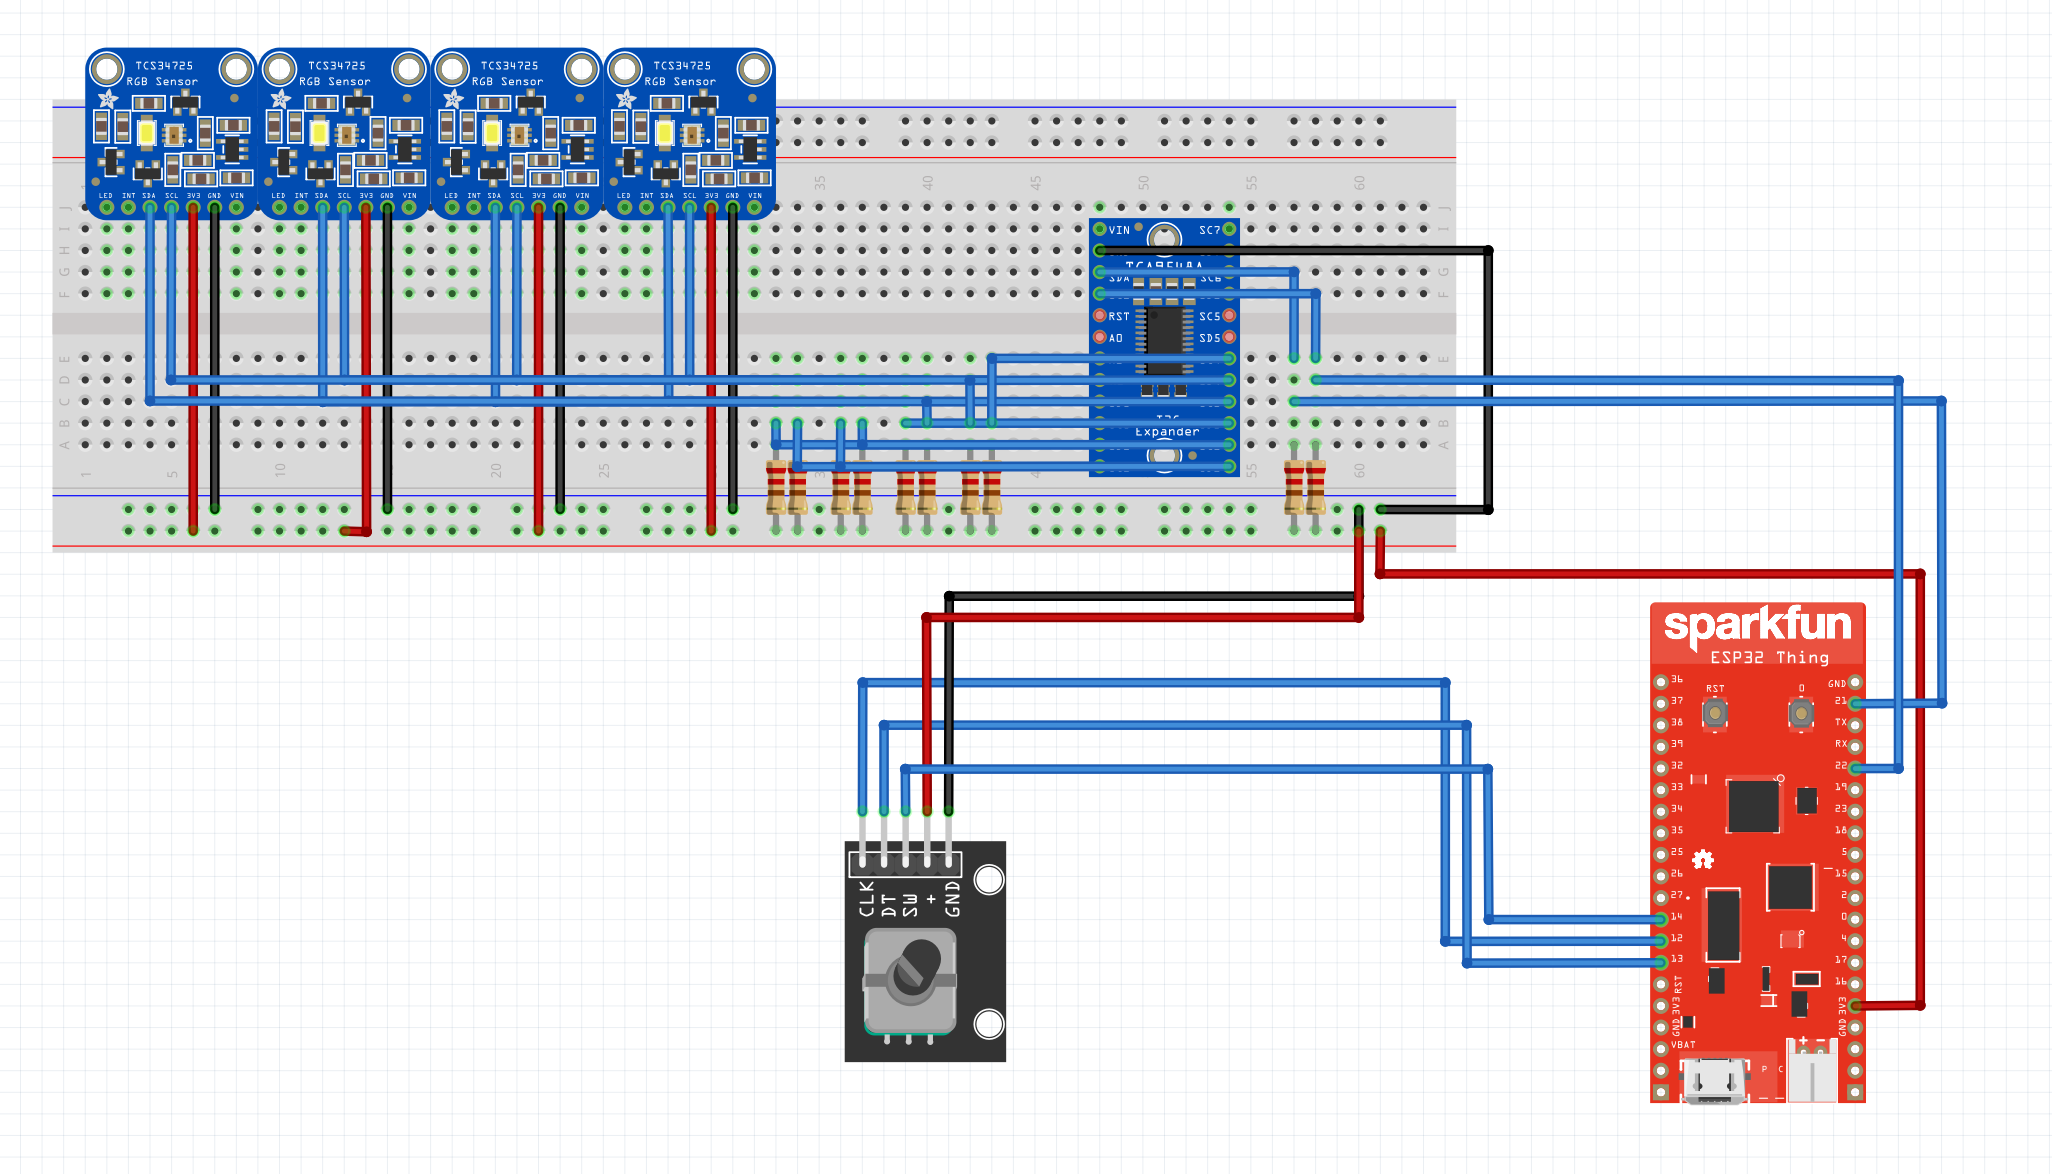 TCS34725
RGB Sensor
LED INT SDA SCL 3V3 GND VIN
TCS34725
RGB Sensor
LED INT SDA SCL 3V3 GND VIN
TCS34725
RGB Sensor
LED INT SDA SCL 3V3 GND VIN
TCS34725
RGB Sensor
LED INT SDA SCL 3V3 GND VIN
35 40 45 50 55 60
J J
I I
H
G G
F F
E E
D
C
B
A A
1 5 10 20 25 55 60
VIN SC7
SDA SC6
RST SC5
A0 SD5
Expander
CLK
DT
SW
+
GND
sparkfun
ESP32 Thing
RST 0
36 GND
37 21
38 TX
39 RX
32 22
33 19
34 23
35 18
25 5
26 15
27 2
14 0
12 4
13 17
RST 16
3V3 3V3
GND GND
VBAT
+ -
P C